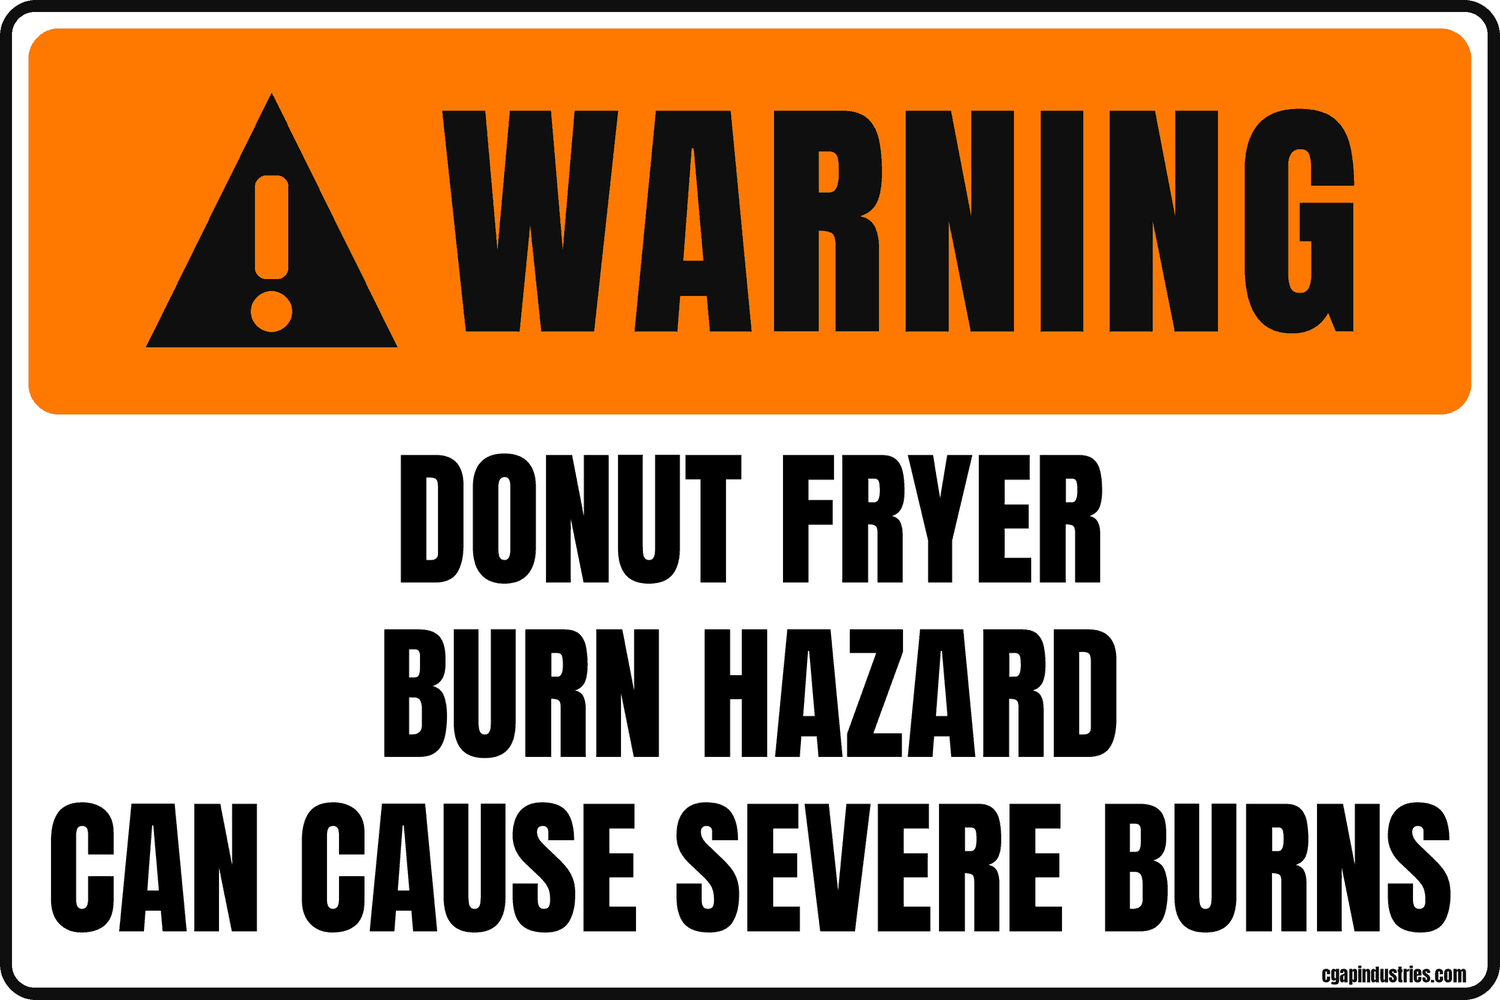 WARNING
DONUT FRYER
BURN HAZARD
CAN CAUSE SEVERE BURNS
cgapindustries.com